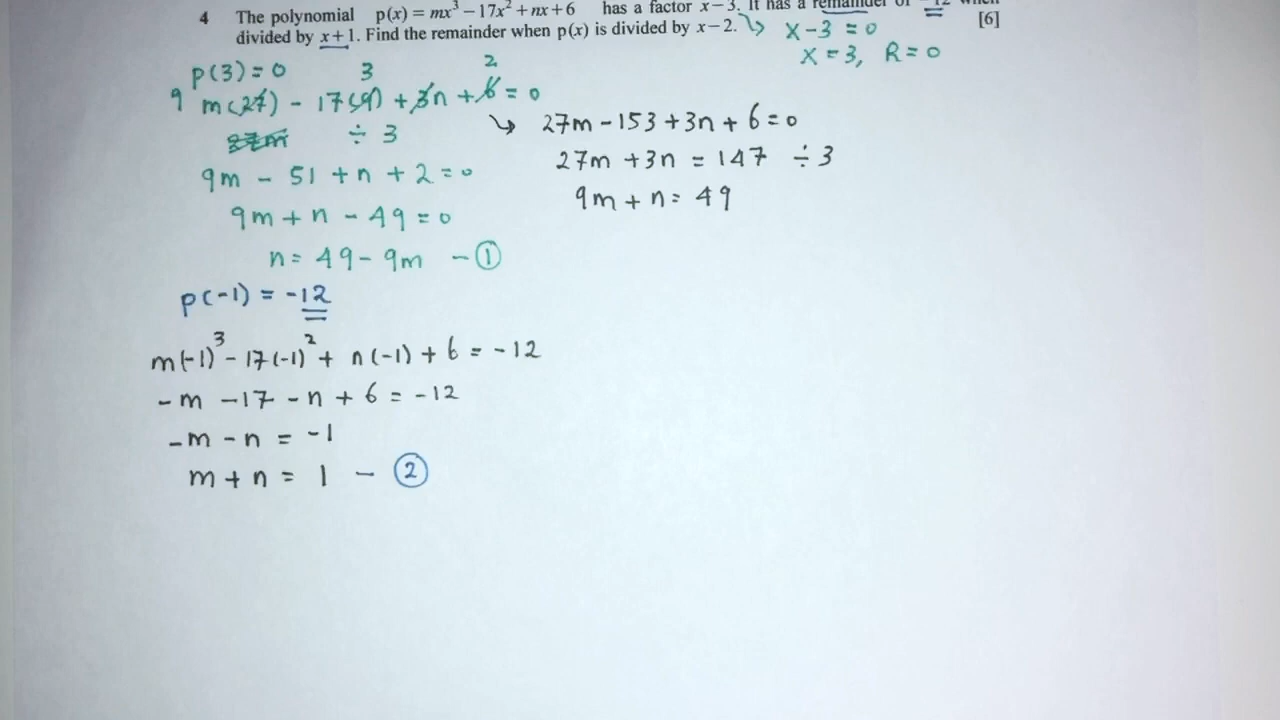 4 The polynomial p(x) = mx³ − 17x² + nx + 6 has a factor x − 3. It has a remainder of −12 when
divided by x + 1. Find the remainder when p(x) is divided by x − 2. [6]
↳ x − 3 = 0
x = 3, R = 0
p(3) = 0 3 2
9 m(27) − 17(9) + 3n + 6 = 0
27m ÷ 3
9m − 51 + n + 2 = 0
9m + n − 49 = 0
n = 49 − 9m − ①
↳ 27m − 153 + 3n + 6 = 0
27m + 3n = 147 ÷ 3
9m + n = 49
p(−1) = −12
m(−1)³ − 17(−1)² + n(−1) + 6 = −12
−m − 17 − n + 6 = −12
−m − n = −1
m + n = 1 − ②